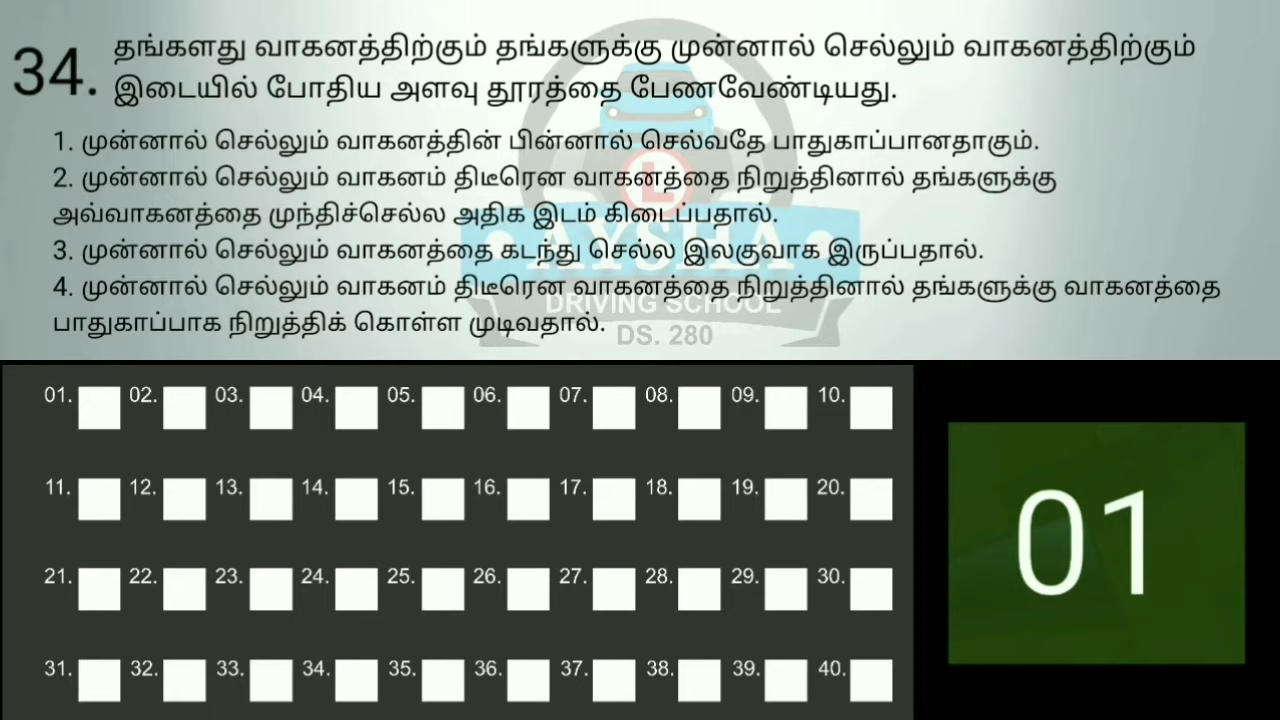 34. தங்களது வாகனத்திற்கும் தங்களுக்கு முன்னால் செல்லும் வாகனத்திற்கும்
இடையில் போதிய அளவு தூரத்தை பேணவேண்டியது.
1. முன்னால் செல்லும் வாகனத்தின் பின்னால் செல்வதே பாதுகாப்பானதாகும்.
2. முன்னால் செல்லும் வாகனம் திடீரென வாகனத்தை நிறுத்தினால் தங்களுக்கு
அவ்வாகனத்தை முந்திச்செல்ல அதிக இடம் கிடைப்பதால்.
3. முன்னால் செல்லும் வாகனத்தை கடந்து செல்ல இலகுவாக இருப்பதால்.
4. முன்னால் செல்லும் வாகனம் திடீரென வாகனத்தை நிறுத்தினால் தங்களுக்கு வாகனத்தை
பாதுகாப்பாக நிறுத்திக் கொள்ள முடிவதால்.
L
AYSHA
DRIVING SCHOOL
DS. 280
01. 02. 03. 04. 05. 06. 07. 08. 09. 10.
11. 12. 13. 14. 15. 16. 17. 18. 19. 20.
21. 22. 23. 24. 25. 26. 27. 28. 29. 30.
31. 32. 33. 34. 35. 36. 37. 38. 39. 40.
01